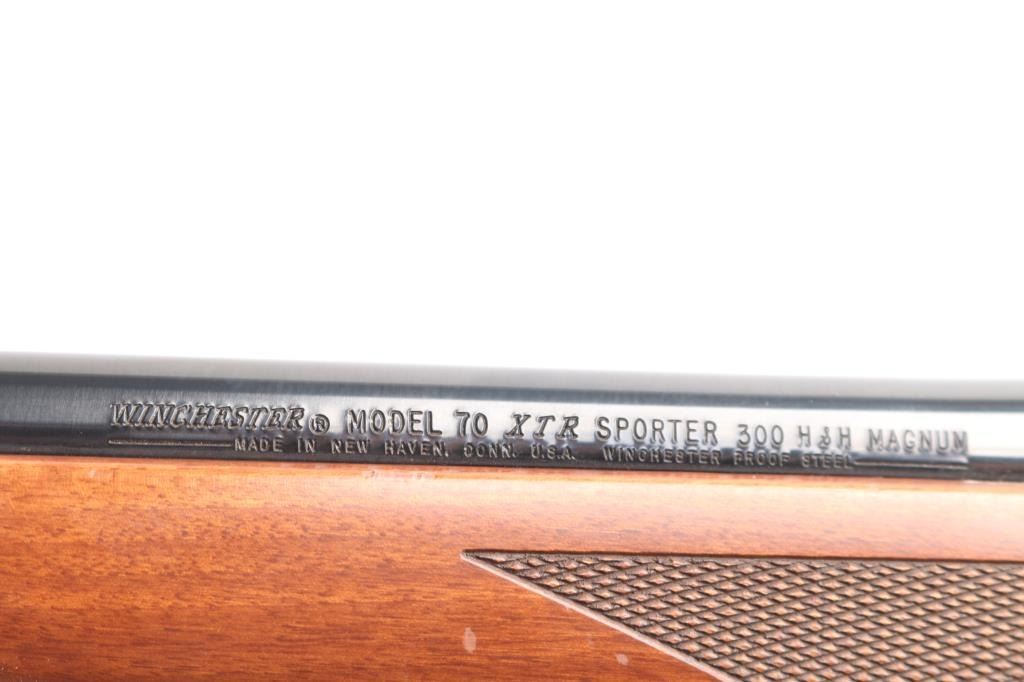 WINCHESTER® MODEL 70 XTR SPORTER 300 H&H MAGNUM
MADE IN NEW HAVEN, CONN. U.S.A. WINCHESTER PROOF STEEL